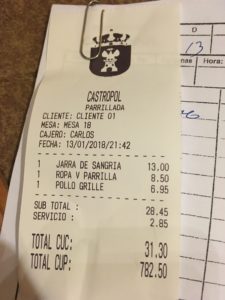 CASTROPOL
PARRILLADA
CLIENTE: CLIENTE 01
MESA: MESA 18
CAJERO: CARLOS
FECHA: 13/01/2018/21:42
1 JARRA DE SANGRIA 13.00
1 ROPA V PARRILLA 8.50
1 POLLO GRILLE 6.95
SUB TOTAL : 28.45
SERVICIO : 2.85
TOTAL CUC: 31.30
TOTAL CUP: 782.50
D
13
Hora: